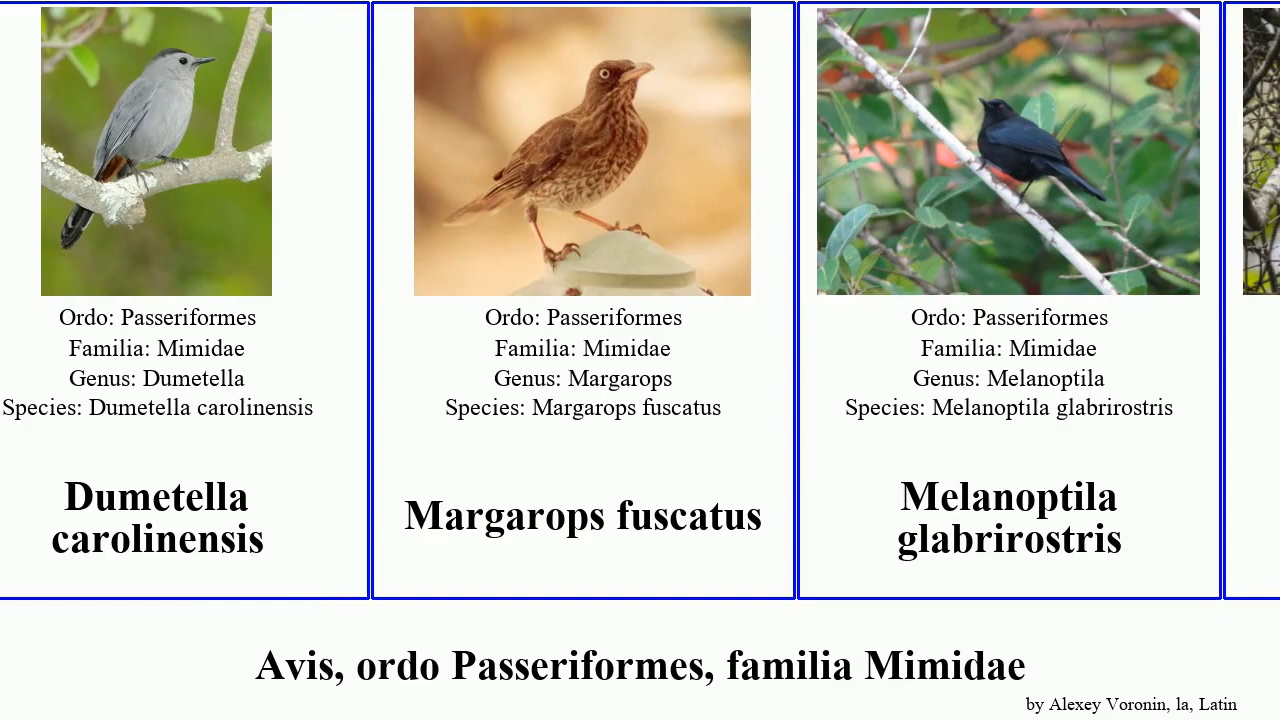 Ordo: Passeriformes
Familia: Mimidae
Genus: Dumetella
Species: Dumetella carolinensis
Dumetella
carolinensis
Ordo: Passeriformes
Familia: Mimidae
Genus: Margarops
Species: Margarops fuscatus
Margarops fuscatus
Ordo: Passeriformes
Familia: Mimidae
Genus: Melanoptila
Species: Melanoptila glabrirostris
Melanoptila
glabrirostris
Avis, ordo Passeriformes, familia Mimidae
by Alexey Voronin, la, Latin